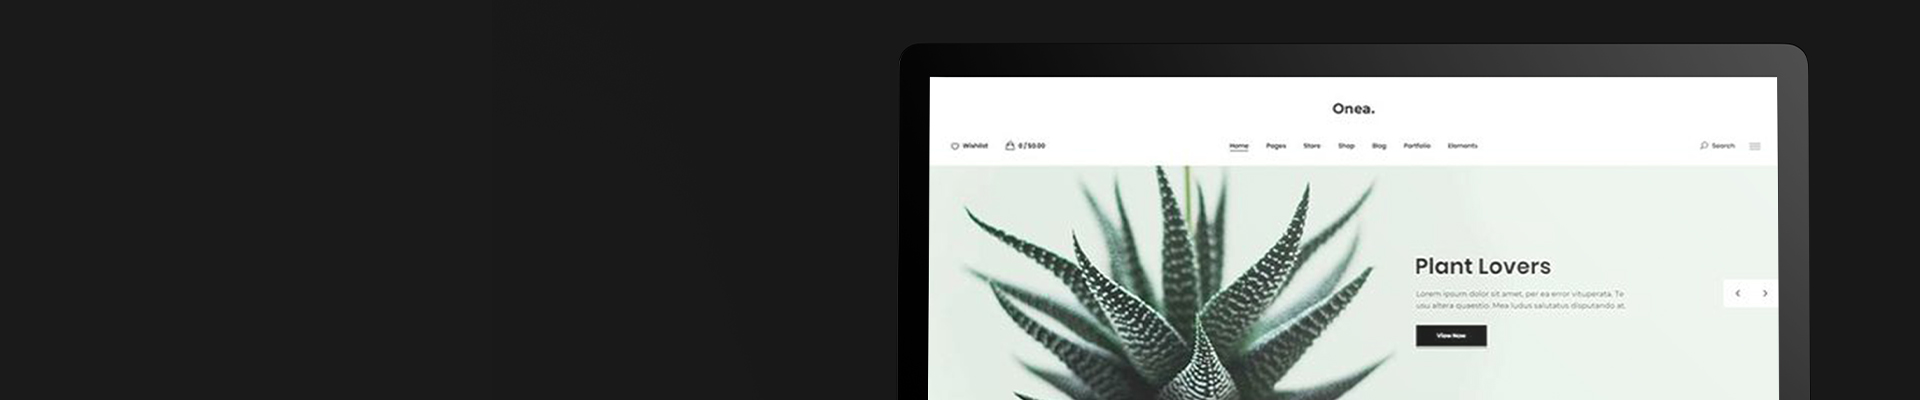 Onea.
Wishlist
0 / $0.00
Home Pages Store Shop Blog Portfolio Elements
Search
Plant Lovers
Lorem ipsum dolor sit amet, per ea error vituperata. Te
usu altera quaestio. Mea ludus salutatus disputando at.
View Now